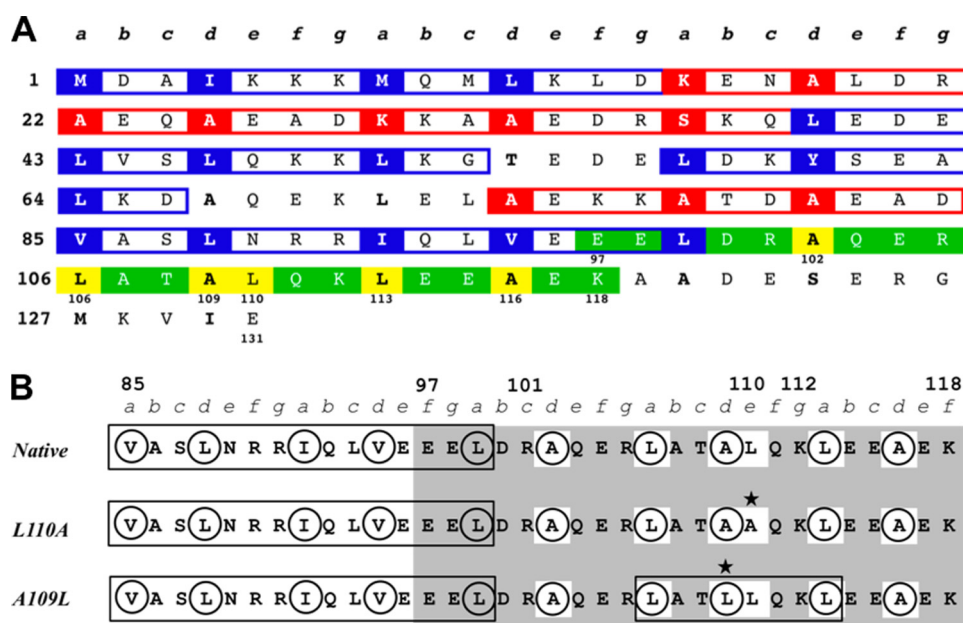 A
a b c d e f g a b c d e f g a b c d e f g
1 M D A I K K K M Q M L K L D K E N A L D R
22 A E Q A E A D K K A A E D R S K Q L E D E
43 L V S L Q K K L K G T E D E L D K Y S E A
64 L K D A Q E K L E L A E K K A T D A E A D
85 V A S L N R R I Q L V E E E L D R A Q E R
97 102
106 L A T A L Q K L E E A E K A A D E S E R G
106 109 110 113 116 118
127 M K V I E
131
B
85 97 101 110 112 118
a b c d e f g a b c d e f g a b c d e f g a b c d e f g a b c d e f
Native V A S L N R R I Q L V E E E L D R A Q E R L A T A L Q K L E E A E K
L110A V A S L N R R I Q L V E E E L D R A Q E R L A T A A Q K L E E A E K
A109L V A S L N R R I Q L V E E E L D R A Q E R L A T L L Q K L E E A E K